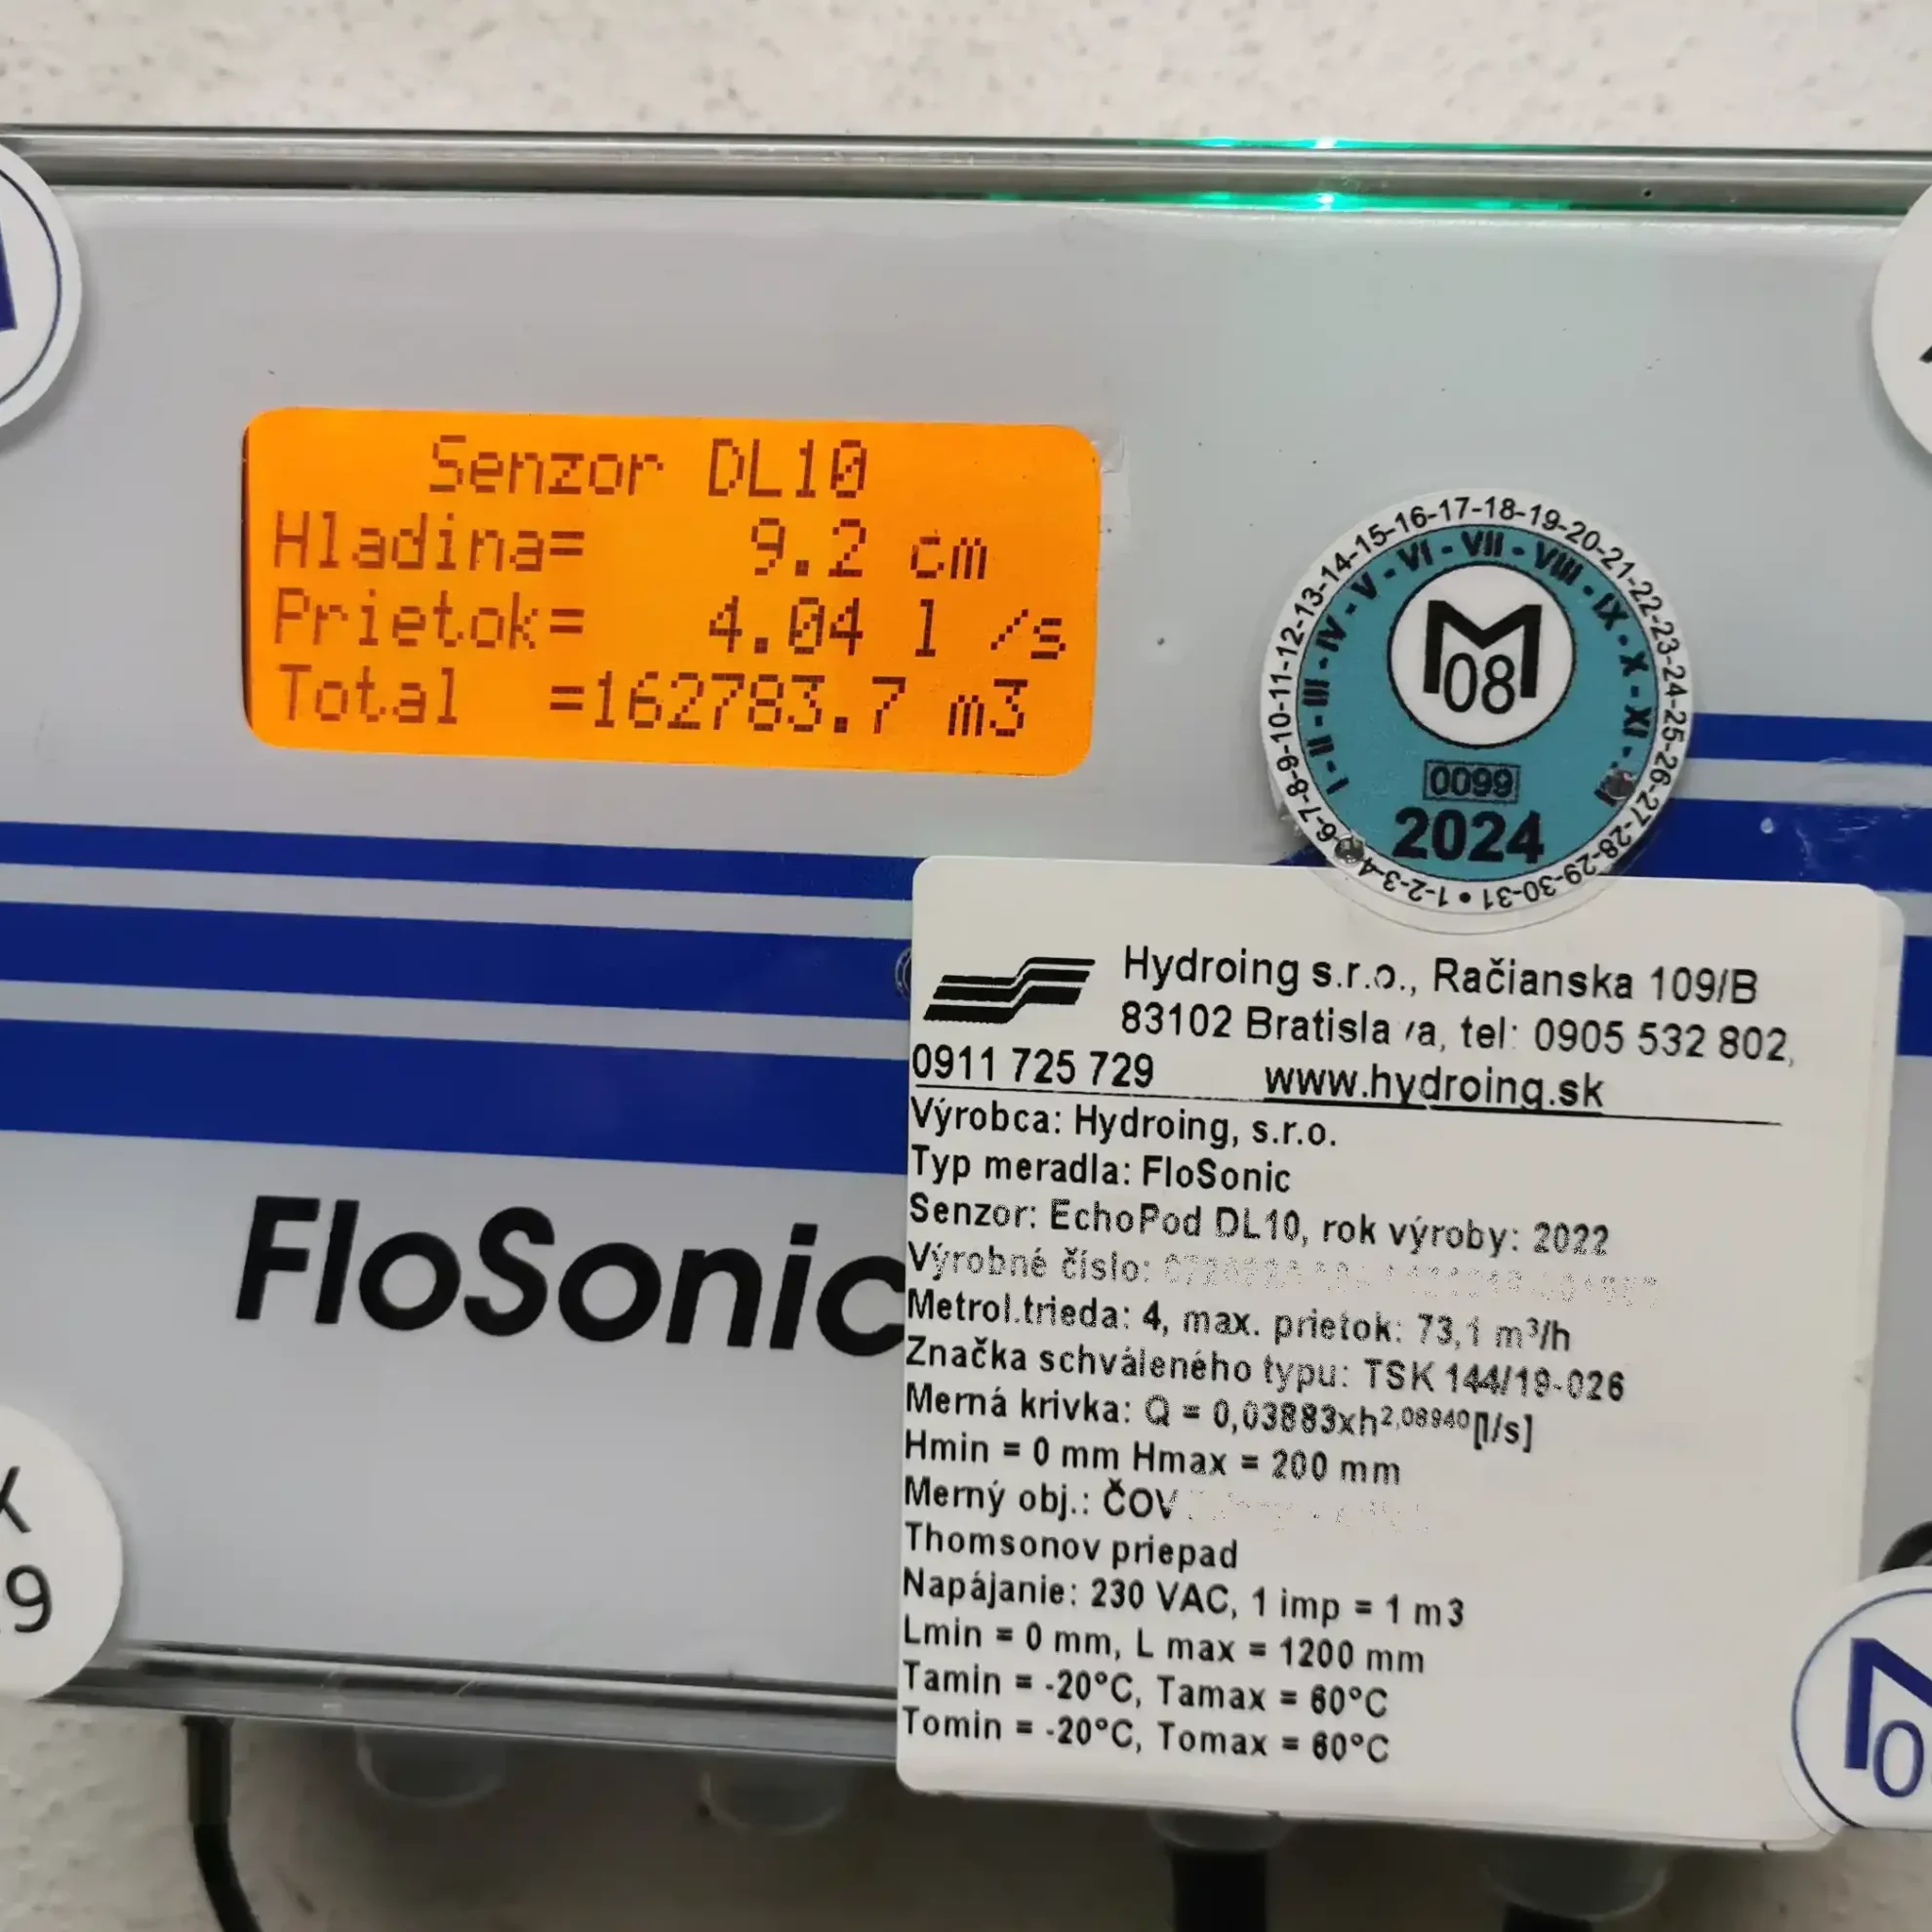 Senzor DL10
Hladina= 9.2 cm
Prietok= 4.04 l /s
Total =162783.7 m3
7-8-9-10-11-12-13-14-15-16-17-18-19-20-21-22-23-24-25-26-27-28-29-30-31 • 1-2-3-4
I - II - III - IV - V - VI - VII - VIII - IX - X - XI
M
08
0099
2024
Hydroing s.r.o., Račianska 109/B
83102 Bratisla a, tel: 0905 532 802,
0911 725 729 www.hydroing.sk
Výrobca: Hydroing, s.r.o.
Typ meradla: FloSonic
Senzor: EchoPod DL10, rok výroby: 2022
Výrobné číslo:
Metrol.trieda: 4, max. prietok: 73,1 m³/h
Značka schváleného typu: TSK 144/19-026
Merná krivka: Q = 0,03883xh²,⁰⁸⁹⁴⁰[l/s]
Hmin = 0 mm Hmax = 200 mm
Merný obj.: ČOV
Thomsonov priepad
Napájanie: 230 VAC, 1 imp = 1 m3
Lmin = 0 mm, L max = 1200 mm
Tamin = -20°C, Tamax = 60°C
Tomin = -20°C, Tomax = 60°C
FloSonic
X
9